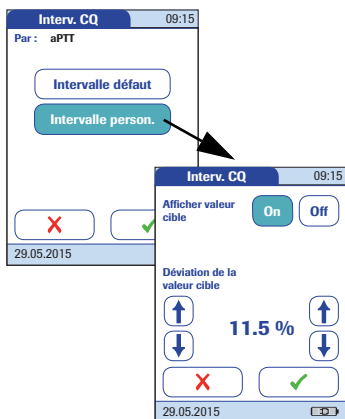 Interv. CQ 09:15
Par : aPTT
Intervalle défaut
Intervalle person.
29.05.2015
Interv. CQ 09:15
Afficher valeur
cible
On Off
Déviation de la
valeur cible
11.5 %
29.05.2015